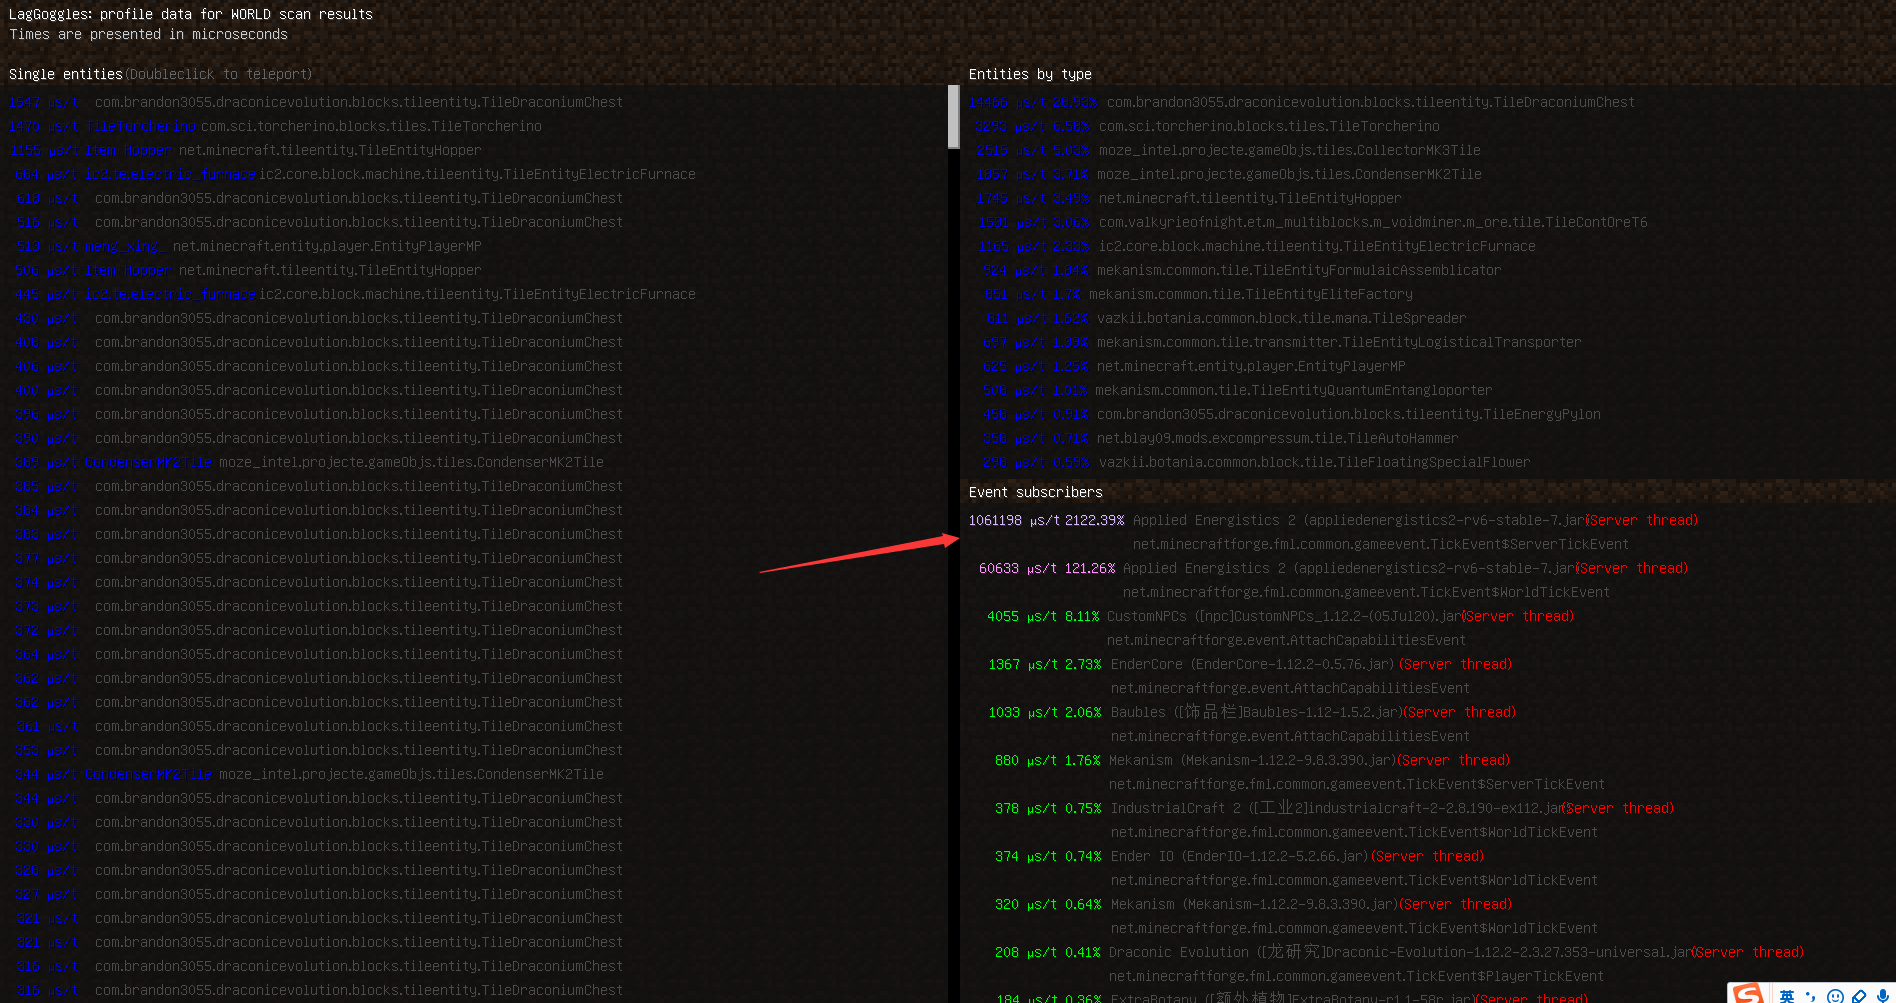 LagGoggles: profile data for WORLD scan results
Times are presented in microseconds
Single entities(Doubleclick to teleport)
1547 µs/t com.brandon3055.draconicevolution.blocks.tileentity.TileDraconiumChest
1476 µs/t TileTorcherino com.sci.torcherino.blocks.tiles.TileTorcherino
1155 µs/t Item Hopper net.minecraft.tileentity.TileEntityHopper
664 µs/t ic2.te.electric_furnace ic2.core.block.machine.tileentity.TileEntityElectricFurnace
619 µs/t com.brandon3055.draconicevolution.blocks.tileentity.TileDraconiumChest
515 µs/t com.brandon3055.draconicevolution.blocks.tileentity.TileDraconiumChest
µs/t net.minecraft.entity.player.EntityPlayerMP
506 µs/t Item Hopper net.minecraft.tileentity.TileEntityHopper
445 µs/t ic2.te.electric_furnace ic2.core.block.machine.tileentity.TileEntityElectricFurnace
µs/t com.brandon3055.draconicevolution.blocks.tileentity.TileDraconiumChest
µs/t com.brandon3055.draconicevolution.blocks.tileentity.TileDraconiumChest
406 µs/t com.brandon3055.draconicevolution.blocks.tileentity.TileDraconiumChest
400 µs/t com.brandon3055.draconicevolution.blocks.tileentity.TileDraconiumChest
396 µs/t com.brandon3055.draconicevolution.blocks.tileentity.TileDraconiumChest
390 µs/t com.brandon3055.draconicevolution.blocks.tileentity.TileDraconiumChest
µs/t CondenserMK2Tile moze_intel.projecte.gameObjs.tiles.CondenserMK2Tile
385 µs/t com.brandon3055.draconicevolution.blocks.tileentity.TileDraconiumChest
384 µs/t com.brandon3055.draconicevolution.blocks.tileentity.TileDraconiumChest
µs/t com.brandon3055.draconicevolution.blocks.tileentity.TileDraconiumChest
377 µs/t com.brandon3055.draconicevolution.blocks.tileentity.TileDraconiumChest
374 µs/t com.brandon3055.draconicevolution.blocks.tileentity.TileDraconiumChest
373 µs/t com.brandon3055.draconicevolution.blocks.tileentity.TileDraconiumChest
372 µs/t com.brandon3055.draconicevolution.blocks.tileentity.TileDraconiumChest
364 µs/t com.brandon3055.draconicevolution.blocks.tileentity.TileDraconiumChest
362 µs/t com.brandon3055.draconicevolution.blocks.tileentity.TileDraconiumChest
362 µs/t com.brandon3055.draconicevolution.blocks.tileentity.TileDraconiumChest
361 µs/t com.brandon3055.draconicevolution.blocks.tileentity.TileDraconiumChest
353 µs/t com.brandon3055.draconicevolution.blocks.tileentity.TileDraconiumChest
344 µs/t CondenserMK2Tile moze_intel.projecte.gameObjs.tiles.CondenserMK2Tile
344 µs/t com.brandon3055.draconicevolution.blocks.tileentity.TileDraconiumChest
330 µs/t com.brandon3055.draconicevolution.blocks.tileentity.TileDraconiumChest
330 µs/t com.brandon3055.draconicevolution.blocks.tileentity.TileDraconiumChest
µs/t com.brandon3055.draconicevolution.blocks.tileentity.TileDraconiumChest
327 µs/t com.brandon3055.draconicevolution.blocks.tileentity.TileDraconiumChest
321 µs/t com.brandon3055.draconicevolution.blocks.tileentity.TileDraconiumChest
321 µs/t com.brandon3055.draconicevolution.blocks.tileentity.TileDraconiumChest
µs/t com.brandon3055.draconicevolution.blocks.tileentity.TileDraconiumChest
µs/t com.brandon3055.draconicevolution.blocks.tileentity.TileDraconiumChest
Entities by type
µs/t com.brandon3055.draconicevolution.blocks.tileentity.TileDraconiumChest
3293 µs/t 6.58% com.sci.torcherino.blocks.tiles.TileTorcherino
2515 µs/t 5.03% moze_intel.projecte.gameObjs.tiles.CollectorMK3Tile
µs/t 3.71% moze_intel.projecte.gameObjs.tiles.CondenserMK2Tile
1745 µs/t 3.49% net.minecraft.tileentity.TileEntityHopper
1531 µs/t 3.06% com.valkyrieofnight.et.m_multiblocks.m_voidminer.m_ore.tile.TileContOreT6
1165 µs/t 2.33% ic2.core.block.machine.tileentity.TileEntityElectricFurnace
924 µs/t 1.84% mekanism.common.tile.TileEntityFormulaicAssemblicator
851 µs/t 1.7% mekanism.common.tile.TileEntityEliteFactory
811 µs/t 1.62% vazkii.botania.common.block.tile.mana.TileSpreader
697 µs/t 1.39% mekanism.common.tile.transmitter.TileEntityLogisticalTransporter
625 µs/t 1.25% net.minecraft.entity.player.EntityPlayerMP
506 µs/t 1.01% mekanism.common.tile.TileEntityQuantumEntangloporter
456 µs/t 0.91% com.brandon3055.draconicevolution.blocks.tileentity.TileEnergyPylon
356 µs/t 0.71% net.blay09.mods.excompressum.tile.TileAutoHammer
296 µs/t 0.59% vazkii.botania.common.block.tile.TileFloatingSpecialFlower
Event subscribers
1061198 µs/t 2122.39% Applied Energistics 2 (appliedenergistics2-rv6-stable-7.jar(Server thread)
net.minecraftforge.fml.common.gameevent.TickEvent$ServerTickEvent
60633 µs/t 121.26% Applied Energistics 2 (appliedenergistics2-rv6-stable-7.jar(Server thread)
net.minecraftforge.fml.common.gameevent.TickEvent$WorldTickEvent
4055 µs/t 8.11% CustomNPCs ([npc]CustomNPCs_1.12.2-(05Jul20).jar(Server thread)
net.minecraftforge.event.AttachCapabilitiesEvent
1367 µs/t 2.73% EnderCore (EnderCore-1.12.2-0.5.76.jar) (Server thread)
net.minecraftforge.event.AttachCapabilitiesEvent
1033 µs/t 2.06% Baubles ([饰品栏]Baubles-1.12-1.5.2.jar)(Server thread)
net.minecraftforge.event.AttachCapabilitiesEvent
880 µs/t 1.76% Mekanism (Mekanism-1.12.2-9.8.3.390.jar)(Server thread)
net.minecraftforge.fml.common.gameevent.TickEvent$ServerTickEvent
378 µs/t 0.75% IndustrialCraft 2 ([工业2]industrialcraft-2-2.8.190-ex112.jar(Server thread)
net.minecraftforge.fml.common.gameevent.TickEvent$WorldTickEvent
374 µs/t 0.74% Ender IO (EnderIO-1.12.2-5.2.66.jar) (Server thread)
net.minecraftforge.fml.common.gameevent.TickEvent$WorldTickEvent
320 µs/t 0.64% Mekanism (Mekanism-1.12.2-9.8.3.390.jar)(Server thread)
net.minecraftforge.fml.common.gameevent.TickEvent$WorldTickEvent
208 µs/t 0.41% Draconic Evolution ([龙研究]Draconic-Evolution-1.12.2-2.3.27.353-universal.jar(Server thread)
net.minecraftforge.fml.common.gameevent.TickEvent$PlayerTickEvent
184 µs/t 0.36% ExtraBotany ([额外植物]ExtraBotany-r1.1-58r.jar)(Server thread)
英